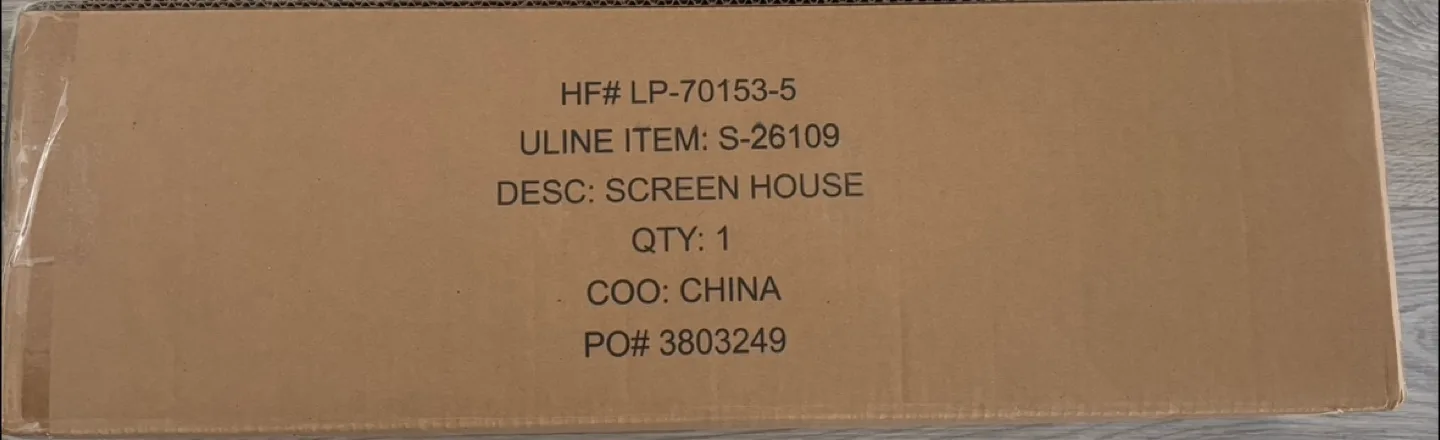 HF# LP-70153-5
ULINE ITEM: S-26109
DESC: SCREEN HOUSE
QTY: 1
COO: CHINA
PO# 3803249